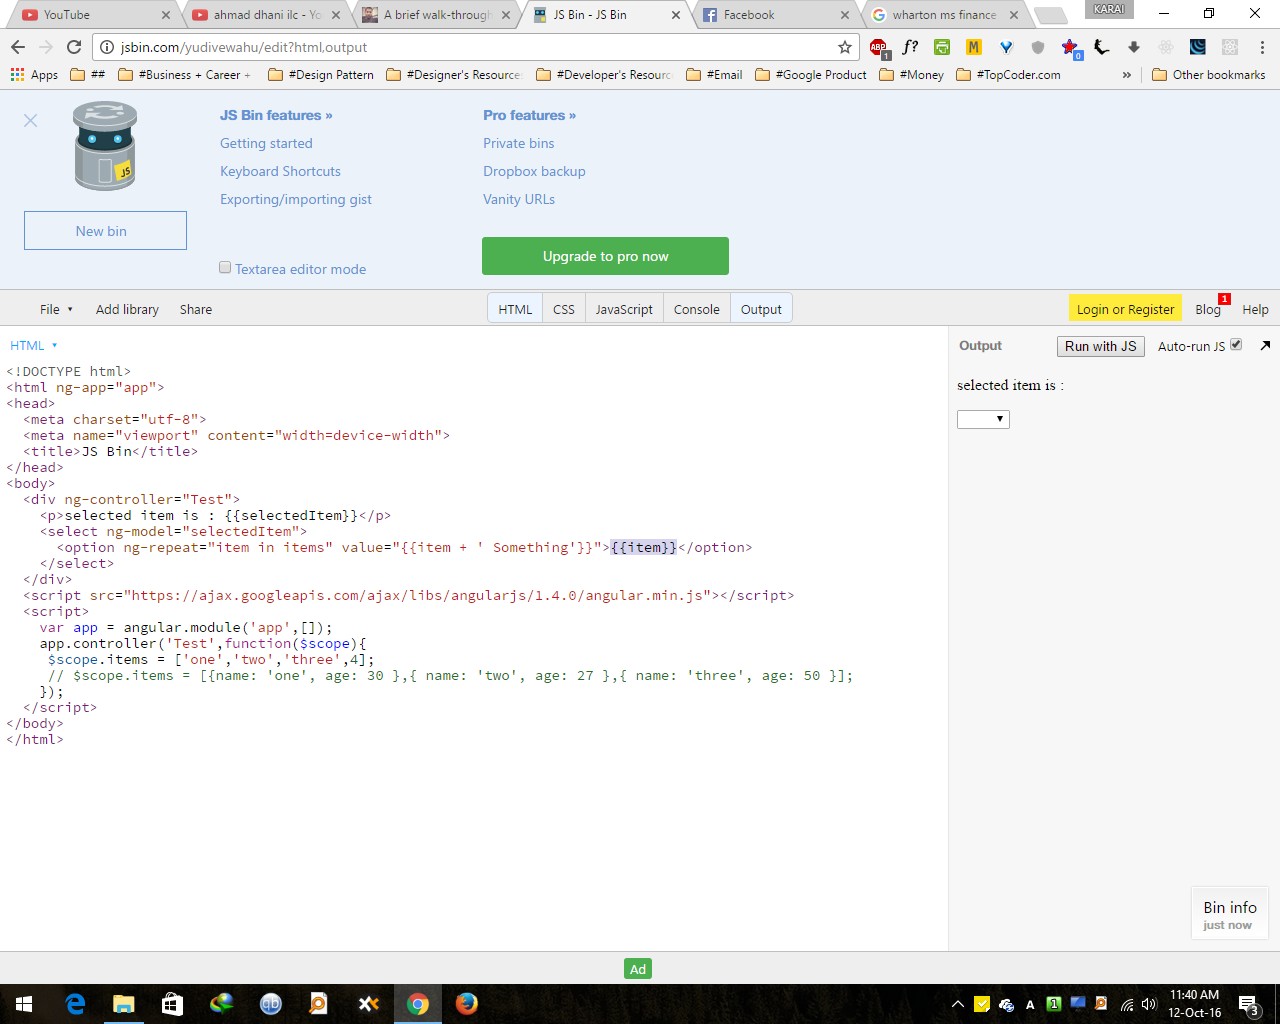 YouTube
ahmad dhani ilc - Yo
A brief walk-through
JS Bin - JS Bin
Facebook
wharton ms finance
KARAI
jsbin.com/yudivewahu/edit?html,output
ABP
1
f?
M
0
Apps
##
#Business + Career +
#Design Pattern
#Designer's Resource
#Developer's Resourc
#Email
#Google Product
#Money
#TopCoder.com
»
Other bookmarks
JS
JS Bin features »
Pro features »
Getting started
Private bins
Keyboard Shortcuts
Dropbox backup
Exporting/importing gist
Vanity URLs
New bin
Textarea editor mode
Upgrade to pro now
File
Add library
Share
HTML
CSS
JavaScript
Console
Output
Login or Register
Blog
1
Help
HTML
Output
Run with JS
Auto-run JS
<!DOCTYPE html>
<html ng-app="app">
<head>
<meta charset="utf-8">
<meta name="viewport" content="width=device-width">
<title>JS Bin</title>
</head>
<body>
<div ng-controller="Test">
<p>selected item is : {{selectedItem}}</p>
<select ng-model="selectedItem">
<option ng-repeat="item in items" value="{{item + ' Something'}}">{{item}}</option>
</select>
</div>
<script src="https://ajax.googleapis.com/ajax/libs/angularjs/1.4.0/angular.min.js"></script>
<script>
var app = angular.module('app',[]);
app.controller('Test',function($scope){
$scope.items = ['one','two','three',4];
// $scope.items = [{name: 'one', age: 30 },{ name: 'two', age: 27 },{ name: 'three', age: 50 }];
});
</script>
</body>
</html>
selected item is :
Bin info
just now
Ad
qb
A
1
11:40 AM
12-Oct-16
3